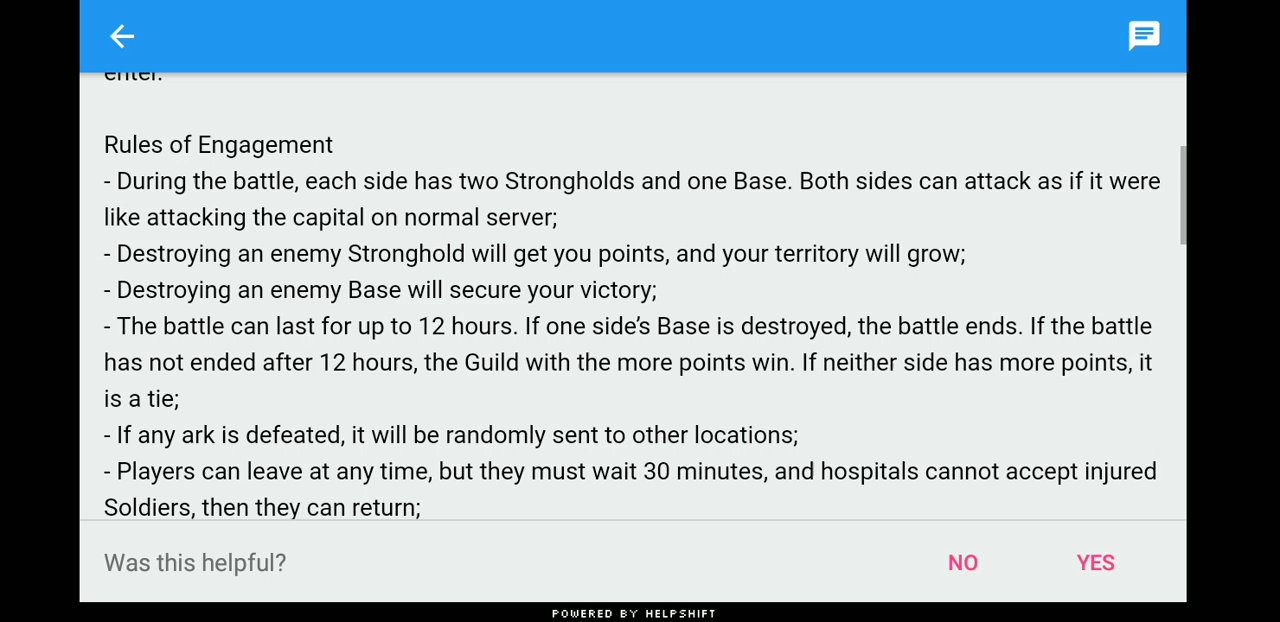 enter.
Rules of Engagement
- During the battle, each side has two Strongholds and one Base. Both sides can attack as if it were
like attacking the capital on normal server;
- Destroying an enemy Stronghold will get you points, and your territory will grow;
- Destroying an enemy Base will secure your victory;
- The battle can last for up to 12 hours. If one side’s Base is destroyed, the battle ends. If the battle
has not ended after 12 hours, the Guild with the more points win. If neither side has more points, it
is a tie;
- If any ark is defeated, it will be randomly sent to other locations;
- Players can leave at any time, but they must wait 30 minutes, and hospitals cannot accept injured
Soldiers, then they can return;
Was this helpful? NO YES
POWERED BY HELPSHIFT